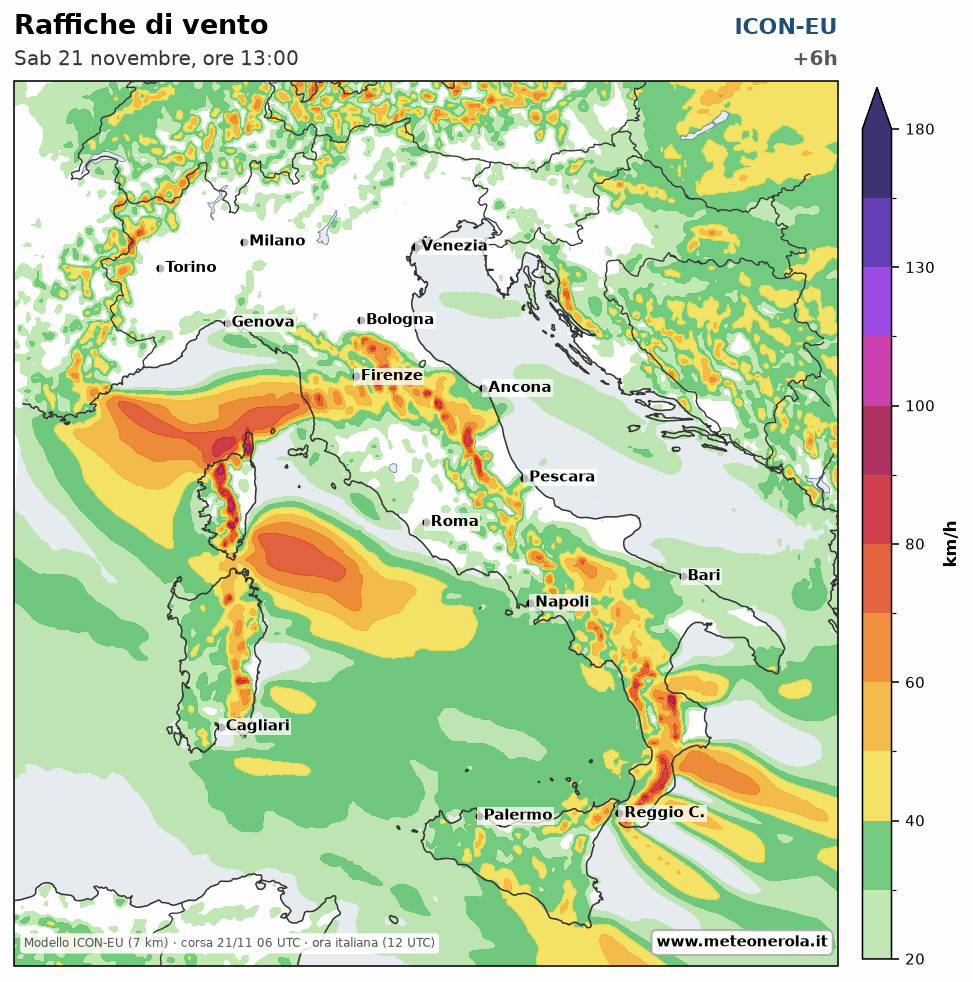 Raffiche di vento
ICON-EU
Sab 21 novembre, ore 13:00
+6h
Milano
Venezia
Torino
Genova
Bologna
Firenze
Ancona
Pescara
Roma
Bari
Napoli
Cagliari
Palermo
Reggio C.
180
130
100
80
60
40
20
km/h
Modello ICON-EU (7 km) · corsa 21/11 06 UTC · ora italiana (12 UTC)
www.meteonerola.it